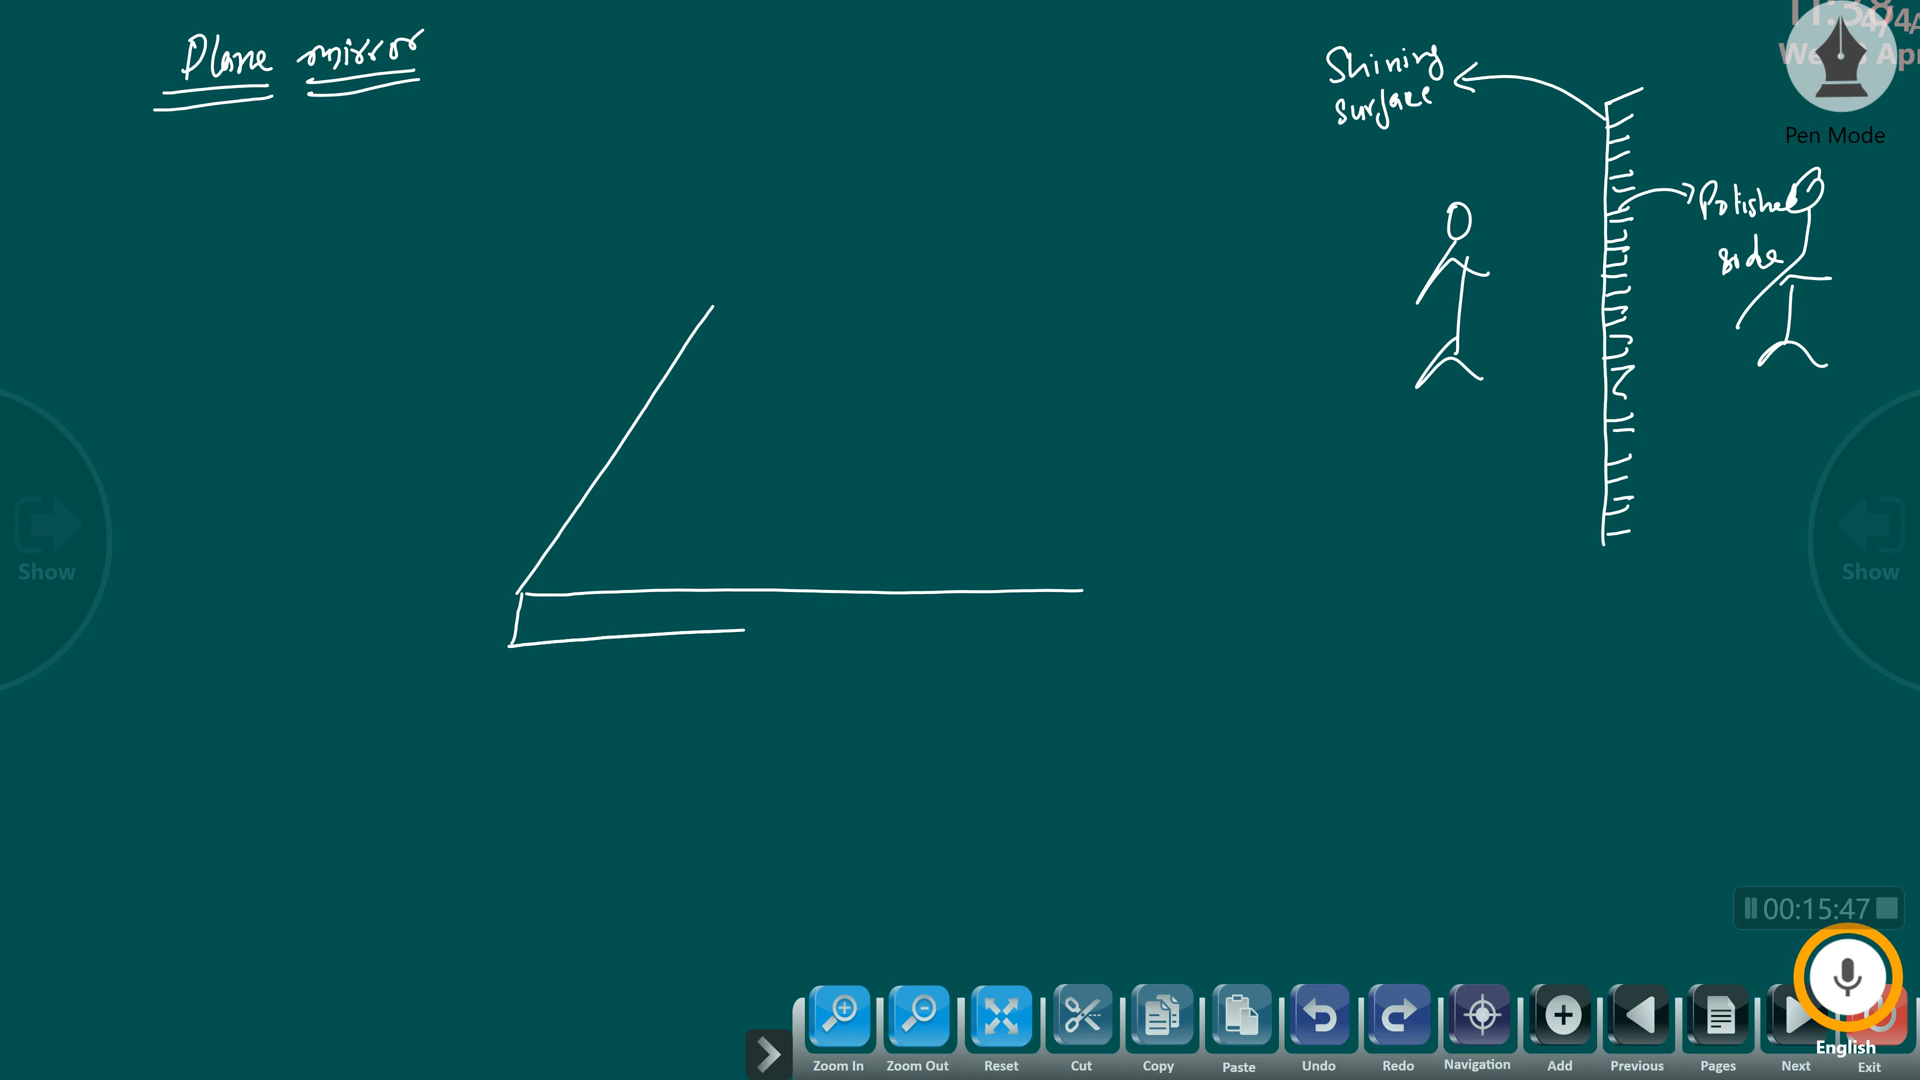 Plane mirror
Shining
surface
Polished
side
Pen Mode
Show
Show
00:15:47
English
Zoom In
Zoom Out
Reset
Cut
Copy
Paste
Undo
Redo
Navigation
Add
Previous
Pages
Next
Exit